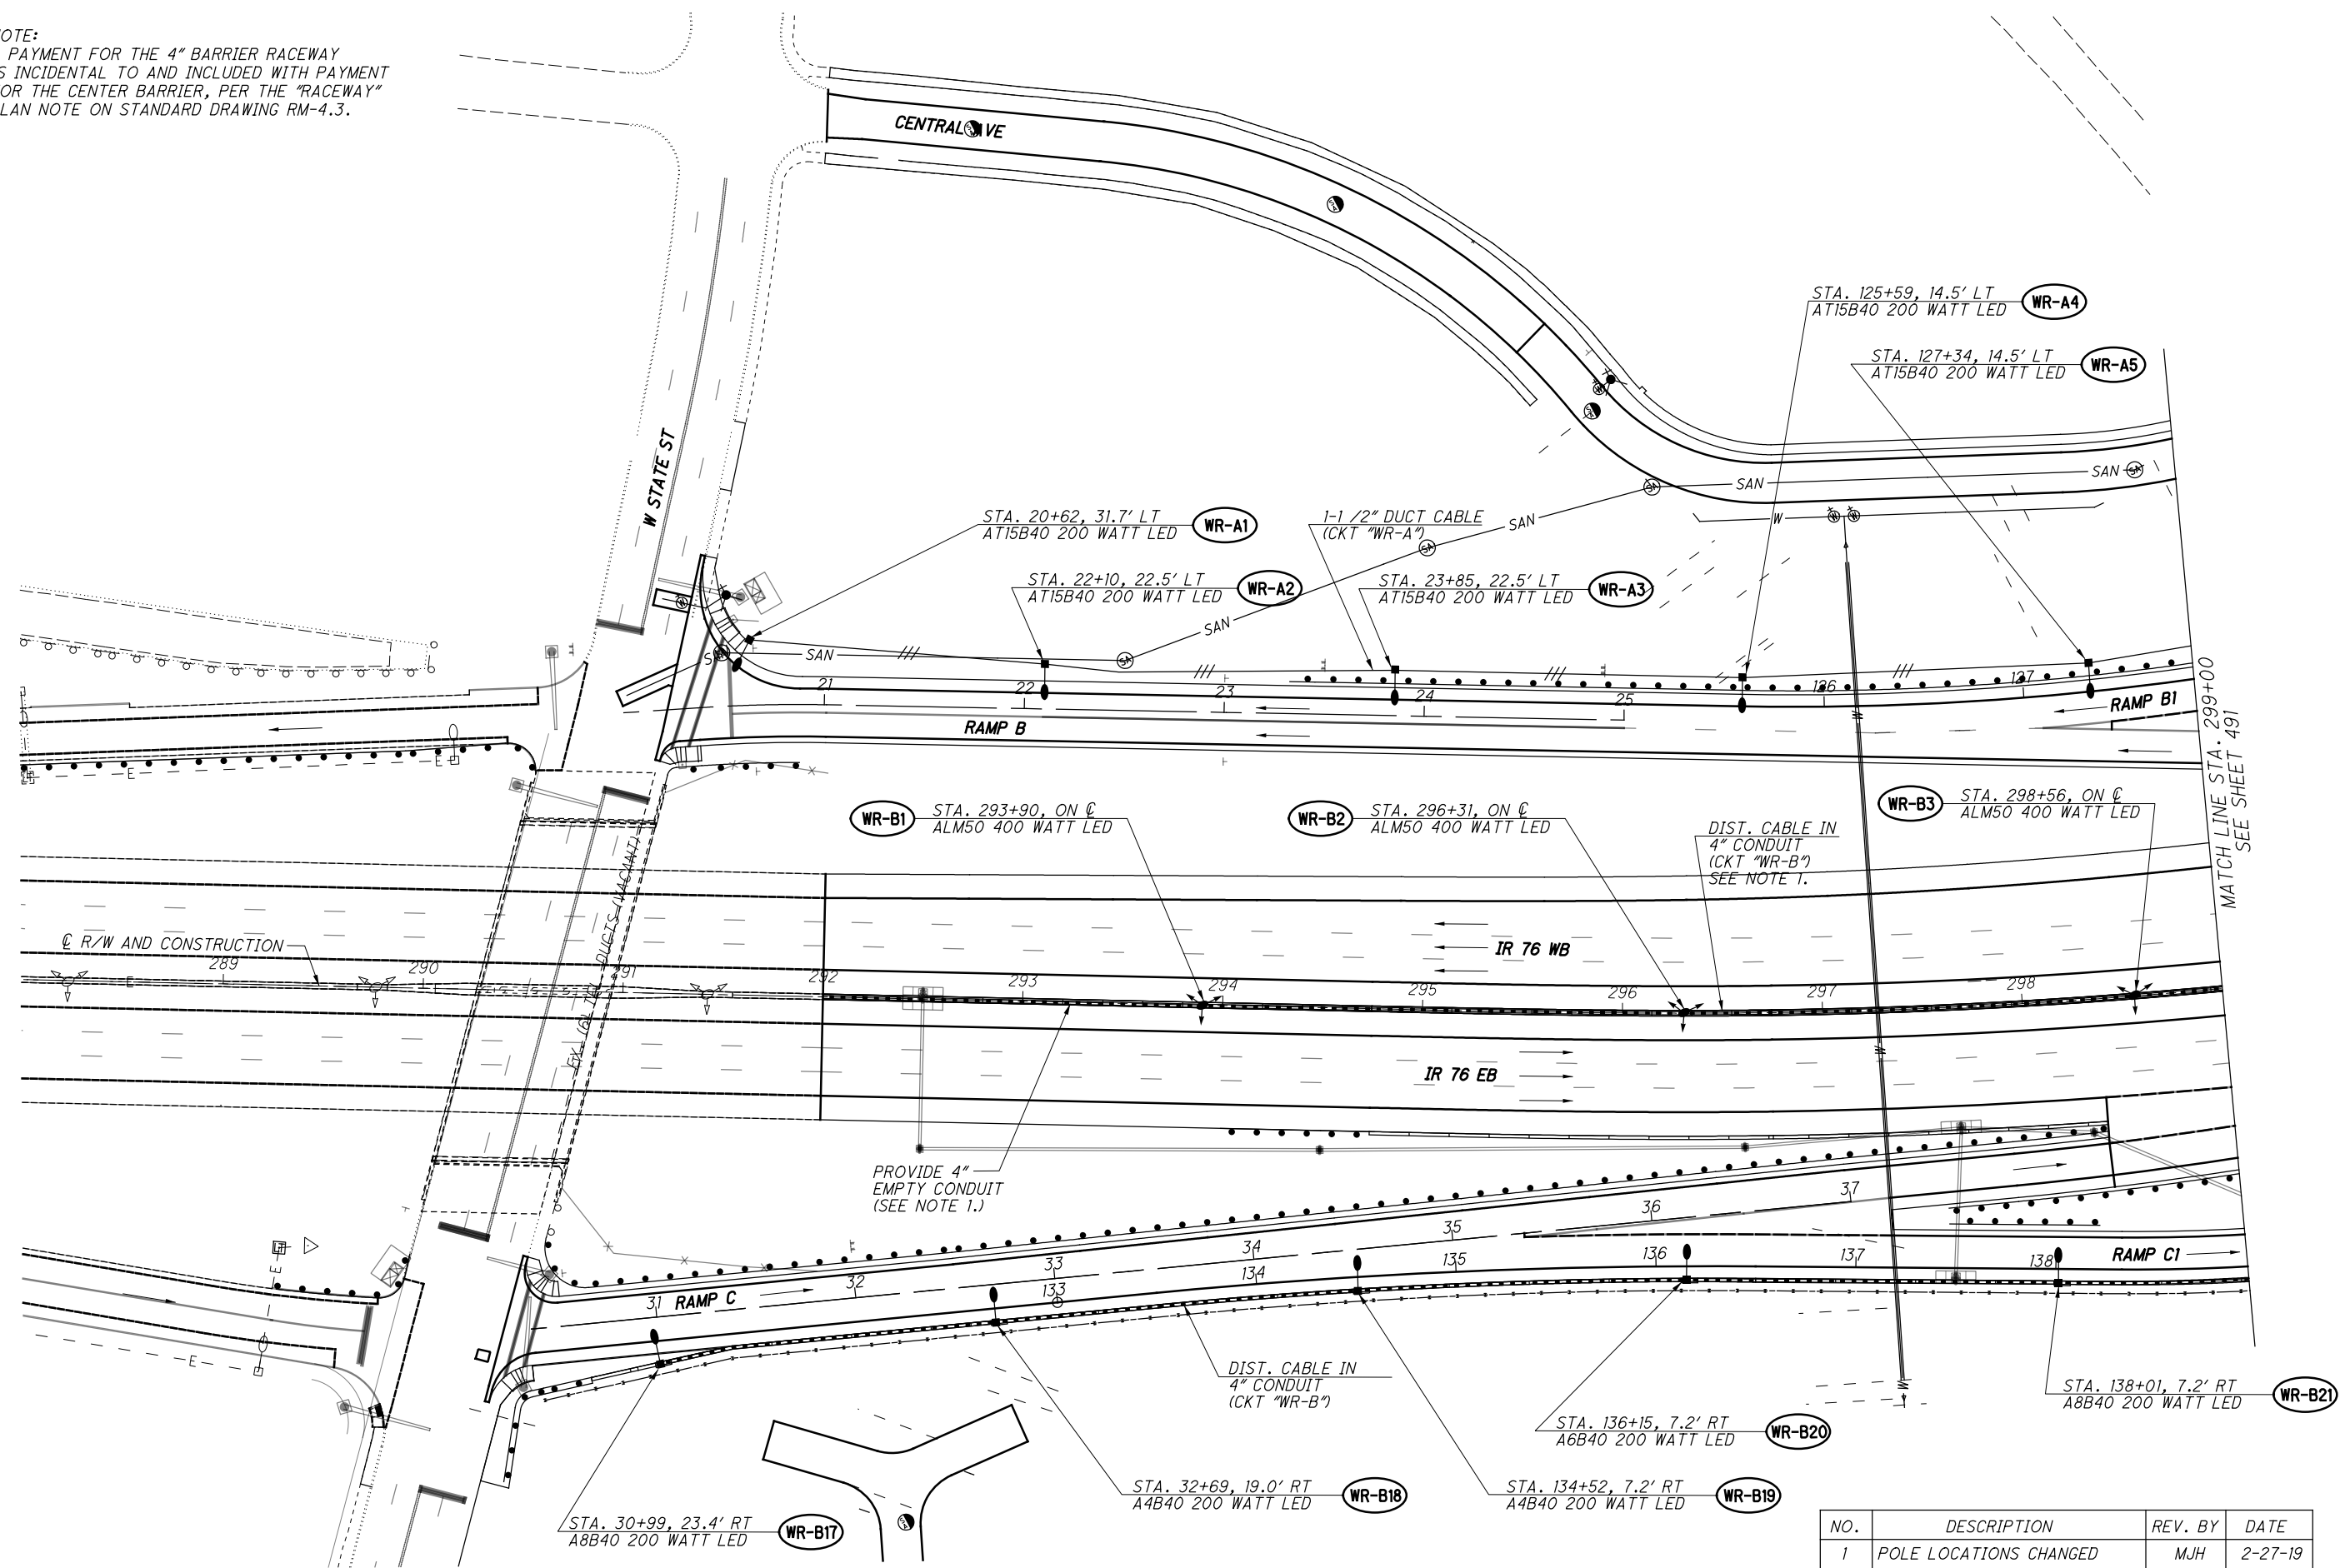 OTE:
PAYMENT FOR THE 4" BARRIER RACEWAY
S INCIDENTAL TO AND INCLUDED WITH PAYMENT
OR THE CENTER BARRIER, PER THE "RACEWAY"
LAN NOTE ON STANDARD DRAWING RM-4.3.
CENTRAL AVE
W STATE ST
STA. 125+59, 14.5' LT
AT15B40 200 WATT LED
WR-A4
STA. 127+34, 14.5' LT
AT15B40 200 WATT LED
WR-A5
SAN
SAN
SA
SA
W
STA. 20+62, 31.7' LT
AT15B40 200 WATT LED
WR-A1
1-1 /2" DUCT CABLE
(CKT "WR-A")
SAN
SA
STA. 22+10, 22.5' LT
AT15B40 200 WATT LED
WR-A2
STA. 23+85, 22.5' LT
AT15B40 200 WATT LED
WR-A3
SAN
SAN
SA
21
22
23
24
25
126
127
RAMP B
RAMP B1
MATCH LINE STA. 299+00
SEE SHEET 491
E
E
WR-B1
STA. 293+90, ON ℄
ALM50 400 WATT LED
WR-B2
STA. 296+31, ON ℄
ALM50 400 WATT LED
WR-B3
STA. 298+56, ON ℄
ALM50 400 WATT LED
DIST. CABLE IN
4" CONDUIT
(CKT "WR-B")
SEE NOTE 1.
℄ R/W AND CONSTRUCTION
E
289
290
291
292
293
294
295
296
297
298
IR 76 WB
IR 76 EB
PROVIDE 4"
EMPTY CONDUIT
(SEE NOTE 1.)
31
32
33
34
35
36
37
133
134
135
136
137
138
RAMP C
RAMP C1
E
E
DIST. CABLE IN
4" CONDUIT
(CKT "WR-B")
STA. 138+01, 7.2' RT
A8B40 200 WATT LED
WR-B21
STA. 136+15, 7.2' RT
A6B40 200 WATT LED
WR-B20
STA. 32+69, 19.0' RT
A4B40 200 WATT LED
WR-B18
STA. 134+52, 7.2' RT
A4B40 200 WATT LED
WR-B19
STA. 30+99, 23.4' RT
A8B40 200 WATT LED
WR-B17
NO. DESCRIPTION REV. BY DATE
1 POLE LOCATIONS CHANGED MJH 2-27-19